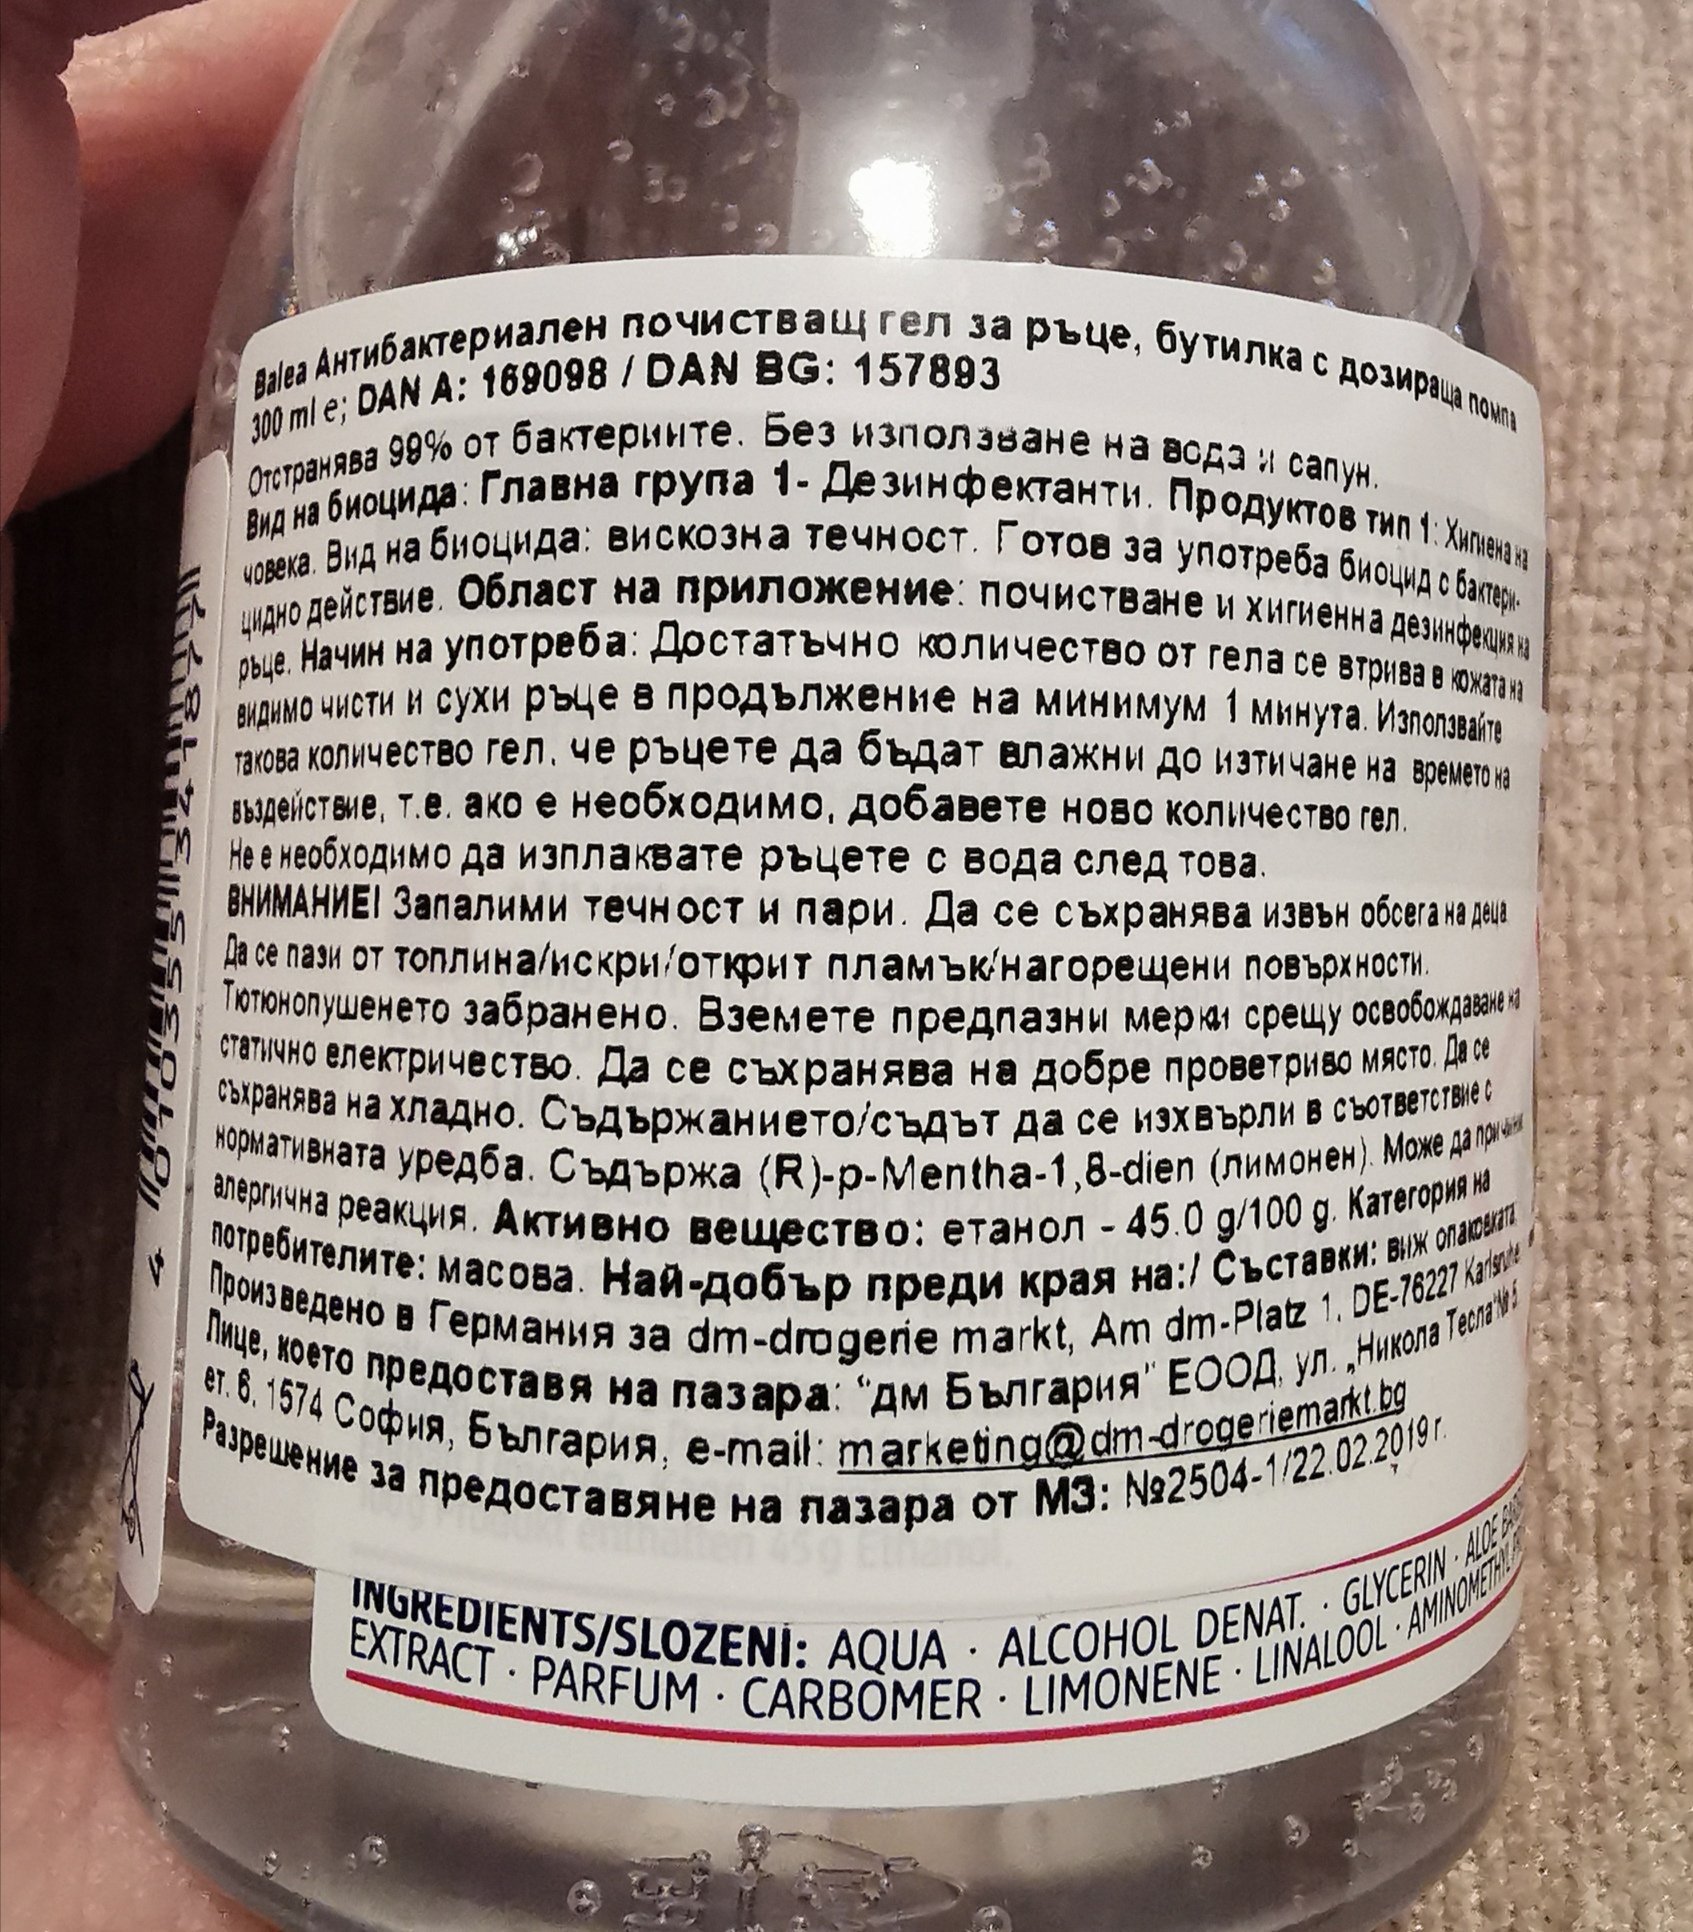 Balea Антибактериален почистващ гел за ръце, бутилка с дозираща помпа
300 ml e; DAN A: 169098 / DAN BG: 157893
Отстранява 99% от бактериите. Без използване на вода и сапун.
Вид на биоцида: Главна група 1- Дезинфектанти. Продуктов тип 1: Хигиена на
човека. Вид на биоцида: вискозна течност. Готов за употреба биоцид с бактери-
цидно действие. Област на приложение: почистване и хигиенна дезинфекция на
ръце. Начин на употреба: Достатъчно количество от гела се втрива в кожата на
видимо чисти и сухи ръце в продължение на минимум 1 минута. Използвайте
такова количество гел, че ръцете да бъдат влажни до изтичане на времето на
въздействие, т.е. ако е необходимо, добавете ново количество гел.
Не е необходимо да изплаквате ръцете с вода след това.
ВНИМАНИЕ! Запалими течност и пари. Да се съхранява извън обсега на деца
Да се пази от топлина/искри/открит пламък/нагорещени повърхности.
Тютюнопушенето забранено. Вземете предпазни мерки срещу освобождаване на
статично електричество. Да се съхранява на добре проветриво място. Да се
съхранява на хладно. Съдържанието/съдът да се изхвърли в съответствие с
нормативната уредба. Съдържа (R)-p-Mentha-1,8-dien (лимонен). Може да причини
алергична реакция. Активно вещество: етанол - 45.0 g/100 g. Категория на
потребителите: масова. Най-добър преди края на:/ Съставки: виж опаковката.
Произведено в Германия за dm-drogerie markt, Am dm-Platz 1, DE-76227 Karlsruhe
Лице, което предоставя на пазара: "дм България" ЕООД, ул. „Никола Тесла" № 5
ет. 6, 1574 София, България, e-mail: marketing@dm-drogeriemarkt.bg
Разрешение за предоставяне на пазара от МЗ: №2504-1/22.02.2019 г.
45 g Ethanol.
INGREDIENTS/SLOZENÍ: AQUA · ALCOHOL DENAT. · GLYCERIN · ALOE
EXTRACT · PARFUM · CARBOMER · LIMONENE · LINALOOL · AMINOMETHYL